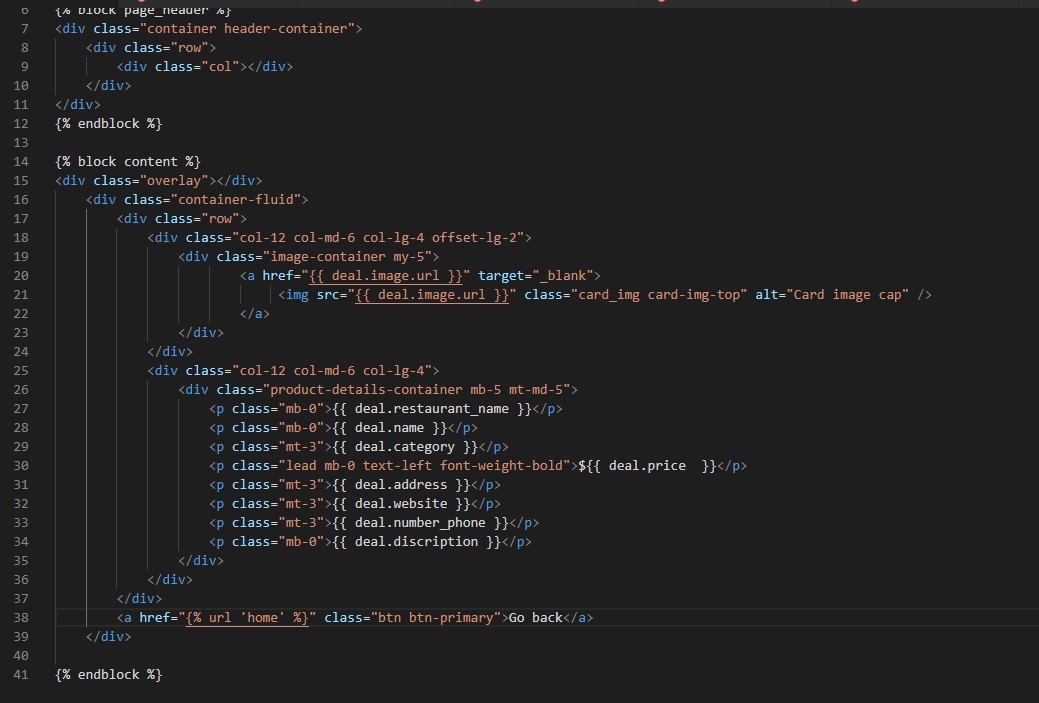 6 {% block page_header %}
7 <div class="container header-container">
8 <div class="row">
9 <div class="col"></div>
10 </div>
11 </div>
12 {% endblock %}
13
14 {% block content %}
15 <div class="overlay"></div>
16 <div class="container-fluid">
17 <div class="row">
18 <div class="col-12 col-md-6 col-lg-4 offset-lg-2">
19 <div class="image-container my-5">
20 <a href="{{ deal.image.url }}" target="_blank">
21 <img src="{{ deal.image.url }}" class="card_img card-img-top" alt="Card image cap" />
22 </a>
23 </div>
24 </div>
25 <div class="col-12 col-md-6 col-lg-4">
26 <div class="product-details-container mb-5 mt-md-5">
27 <p class="mb-0">{{ deal.restaurant_name }}</p>
28 <p class="mb-0">{{ deal.name }}</p>
29 <p class="mt-3">{{ deal.category }}</p>
30 <p class="lead mb-0 text-left font-weight-bold">${{ deal.price  }}</p>
31 <p class="mt-3">{{ deal.address }}</p>
32 <p class="mt-3">{{ deal.website }}</p>
33 <p class="mt-3">{{ deal.number_phone }}</p>
34 <p class="mb-0">{{ deal.discription }}</p>
35 </div>
36 </div>
37 </div>
38 <a href="{% url 'home' %}" class="btn btn-primary">Go back</a>
39 </div>
40
41 {% endblock %}